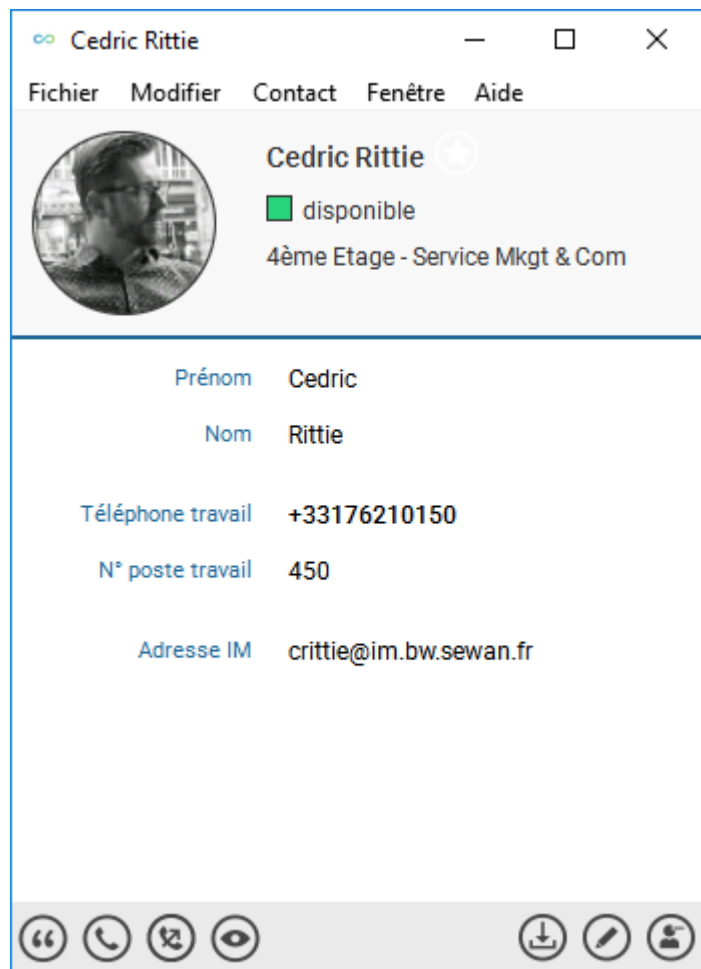 Cedric Rittie
Fichier Modifier Contact Fenêtre Aide
Cedric Rittie
disponible
4ème Etage - Service Mkgt & Com
Prénom Cedric
Nom Rittie
Téléphone travail +33176210150
N° poste travail 450
Adresse IM crittie@im.bw.sewan.fr